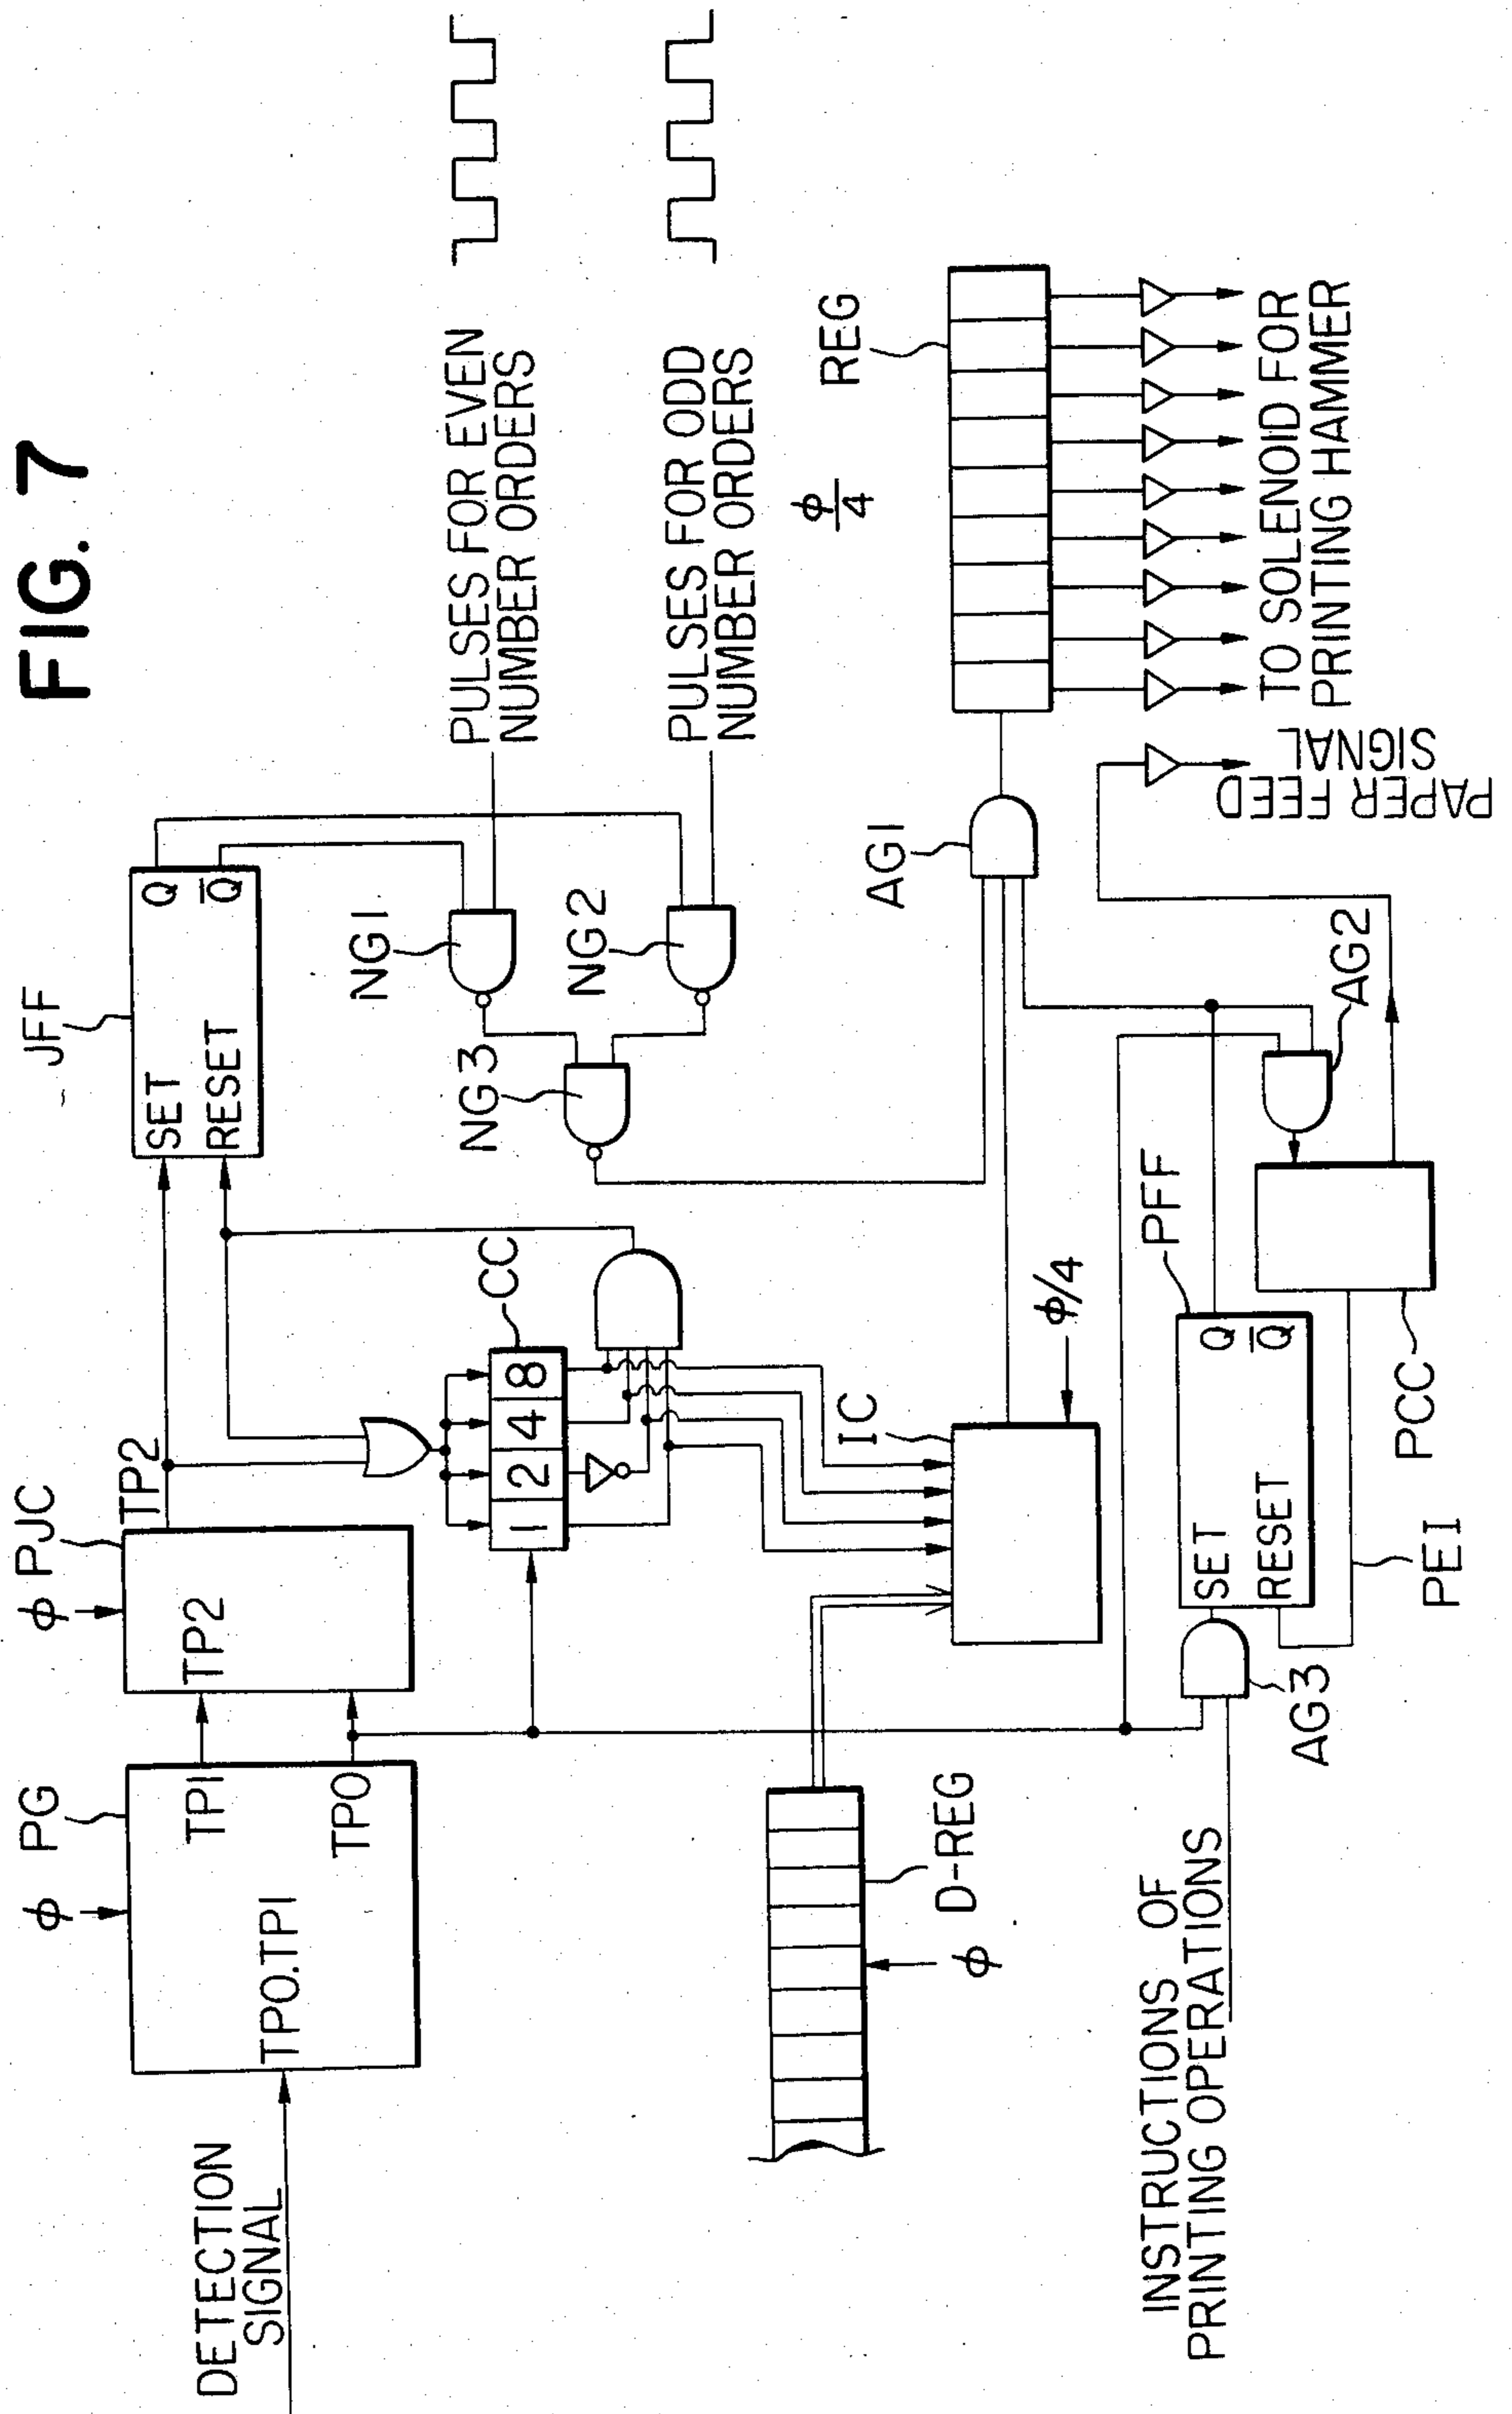 FIG. 7
DETECTION
SIGNAL
ϕ
PG
TP0.TP1
TP1
TP0
ϕ
PJC
TP2
TP2
JFF
SET
RESET
Q
Q̅
NG1
NG2
NG3
PULSES FOR EVEN
NUMBER ORDERS
PULSES FOR ODD
NUMBER ORDERS
CC
1
2
4
8
D-REG
ϕ
IC
ϕ/4
AG1
REG
ϕ
4
TO SOLENOID FOR
PRINTING HAMMER
PAPER FEED
SIGNAL
INSTRUCTIONS OF
PRINTING OPERATIONS
AG3
SET
RESET
Q
Q̅
PFF
PEI
PCC
AG2